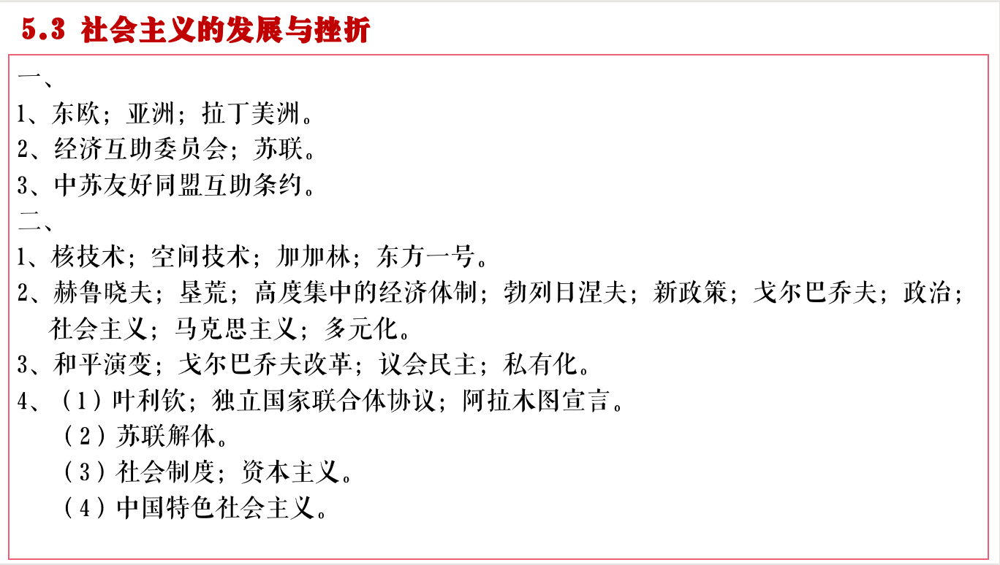 5.3 社会主义的发展与挫折
一、
1、东欧；亚洲；拉丁美洲。
2、经济互助委员会；苏联。
3、中苏友好同盟互助条约。
二、
1、核技术；空间技术；加加林；东方一号。
2、赫鲁晓夫；垦荒；高度集中的经济体制；勃列日涅夫；新政策；戈尔巴乔夫；政治；
社会主义；马克思主义；多元化。
3、和平演变；戈尔巴乔夫改革；议会民主；私有化。
4、（1）叶利钦；独立国家联合体协议；阿拉木图宣言。
（2）苏联解体。
（3）社会制度；资本主义。
（4）中国特色社会主义。